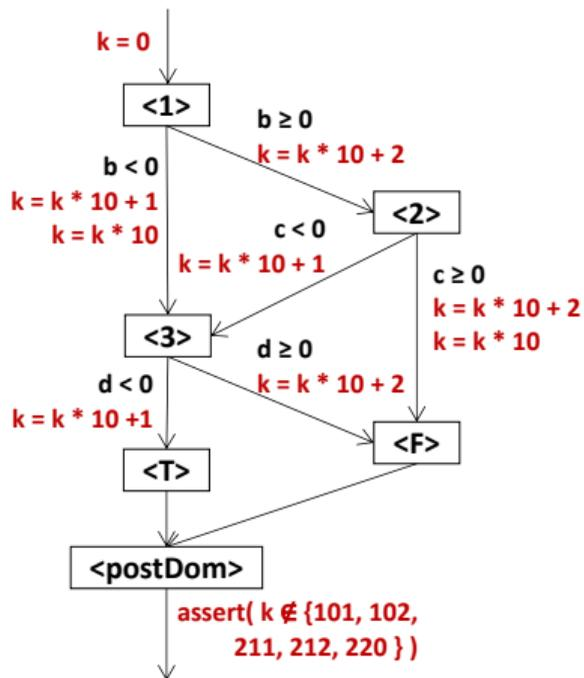 k = 0
<1>
b ≥ 0
k = k * 10 + 2
b < 0
k = k * 10 + 1
k = k * 10
<2>
c < 0
k = k * 10 + 1
c ≥ 0
k = k * 10 + 2
k = k * 10
<3>
d ≥ 0
k = k * 10 + 2
d < 0
k = k * 10 +1
<F>
<T>
<postDom>
assert( k ∉ {101, 102,
211, 212, 220 } )